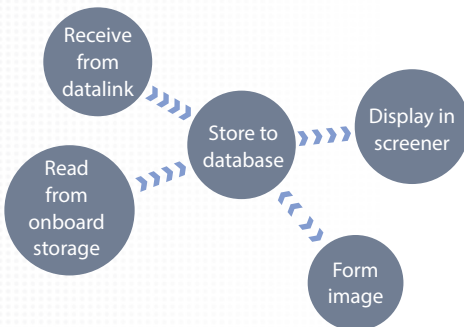 Receive
from
datalink
Store to
database
Display in
screener
Read
from
onboard
storage
Form
image